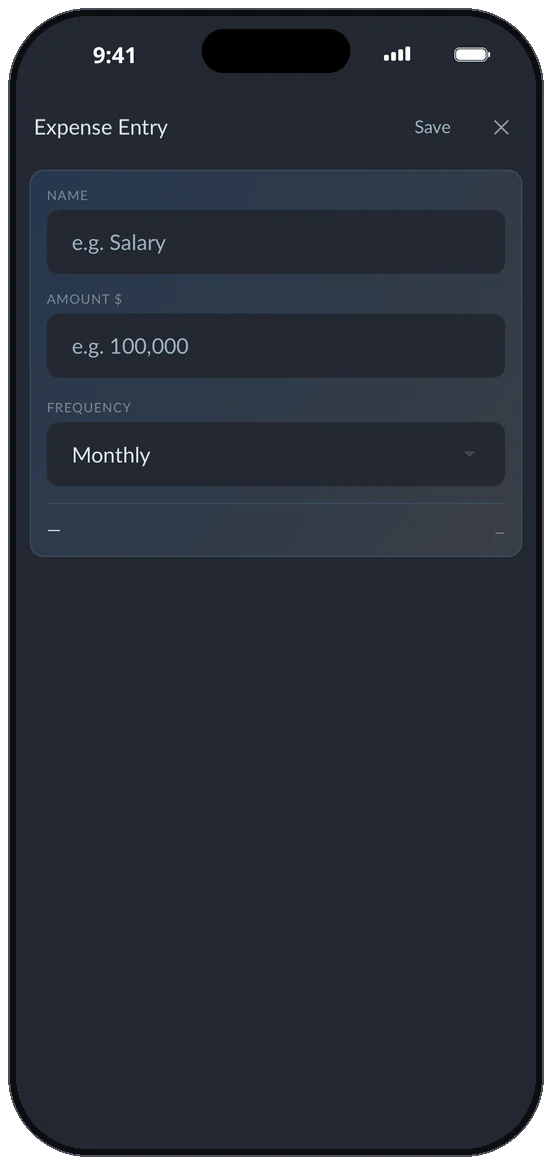 9:41
Expense Entry Save
NAME
e.g. Salary
AMOUNT $
e.g. 100,000
FREQUENCY
Monthly
— –